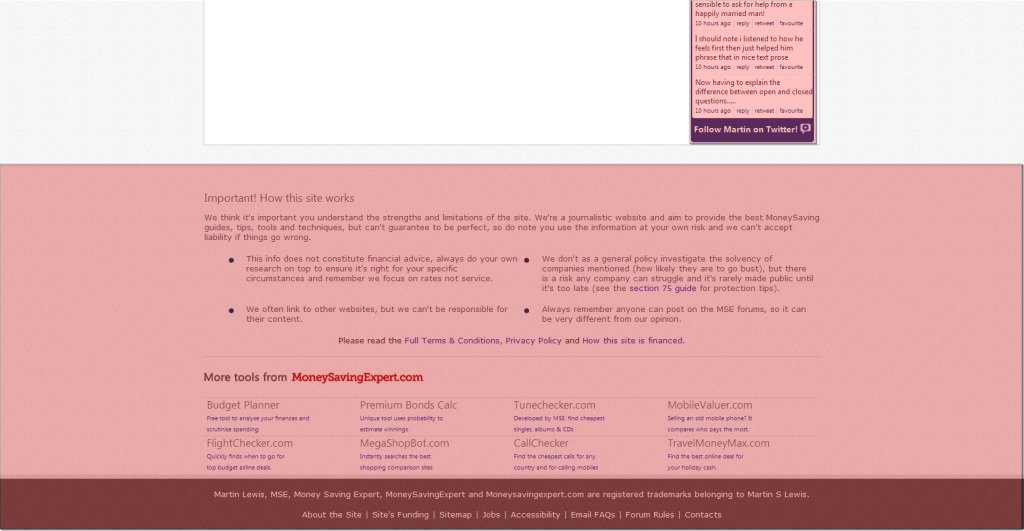 sensible to ask for help from a
happily married man!
10 hours ago reply retweet favourite
I should note i listened to how he
feels first then just helped him
phrase that in nice text prose
10 hours ago reply retweet favourite
Now having to explain the
difference between open and closed
questions.....
10 hours ago reply retweet favourite
Follow Martin on Twitter!
Important! How this site works
We think it's important you understand the strengths and limitations of the site. We're a journalistic website and aim to provide the best MoneySaving
guides, tips, tools and techniques, but can't guarantee to be perfect, so do note you use the information at your own risk and we can't accept
liability if things go wrong.
This info does not constitute financial advice, always do your own
research on top to ensure it's right for your specific
circumstances and remember we focus on rates not service.
We don't as a general policy investigate the solvency of
companies mentioned (how likely they are to go bust), but there
is a risk any company can struggle and it's rarely made public until
it's too late (see the section 75 guide for protection tips).
We often link to other websites, but we can't be responsible for
their content.
Always remember anyone can post on the MSE forums, so it can
be very different from our opinion.
Please read the Full Terms & Conditions, Privacy Policy and How this site is financed.
More tools from MoneySavingExpert.com
Budget Planner
Free tool to analyse your finances and
scrutinise spending.
Premium Bonds Calc
Unique tool uses probability to
estimate winnings.
Tunechecker.com
Developed by MSE, find cheapest
singles, albums & CDs
MobileValuer.com
Selling an old mobile phone? It
compares who pays the most.
FlightChecker.com
Quickly finds when to go for
top budget airline deals.
MegaShopBot.com
Instantly searches the best
shopping comparison sites.
CallChecker
Find the cheapest calls for any
country and for calling mobiles
TravelMoneyMax.com
Find the best online deal for
your holiday cash.
Martin Lewis, MSE, Money Saving Expert, MoneySavingExpert and Moneysavingexpert.com are registered trademarks belonging to Martin S Lewis.
About the Site | Site's Funding | Sitemap | Jobs | Accessibility | Email FAQs | Forum Rules | Contacts